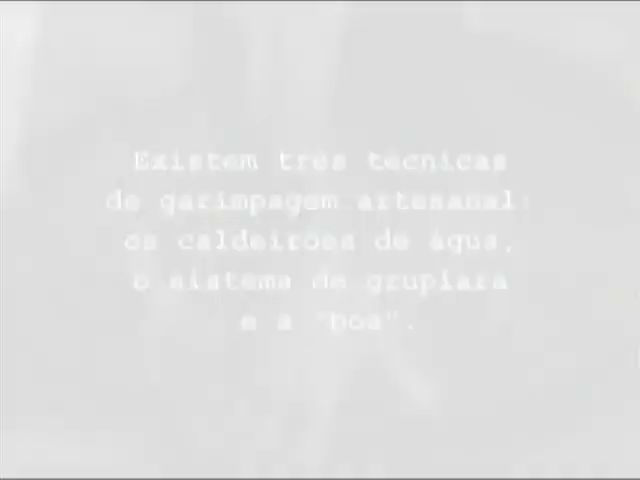 Existem três técnicas
de garimpagem artesanal:
os caldeirões de água,
o sistema de grupiara
e a "boa".